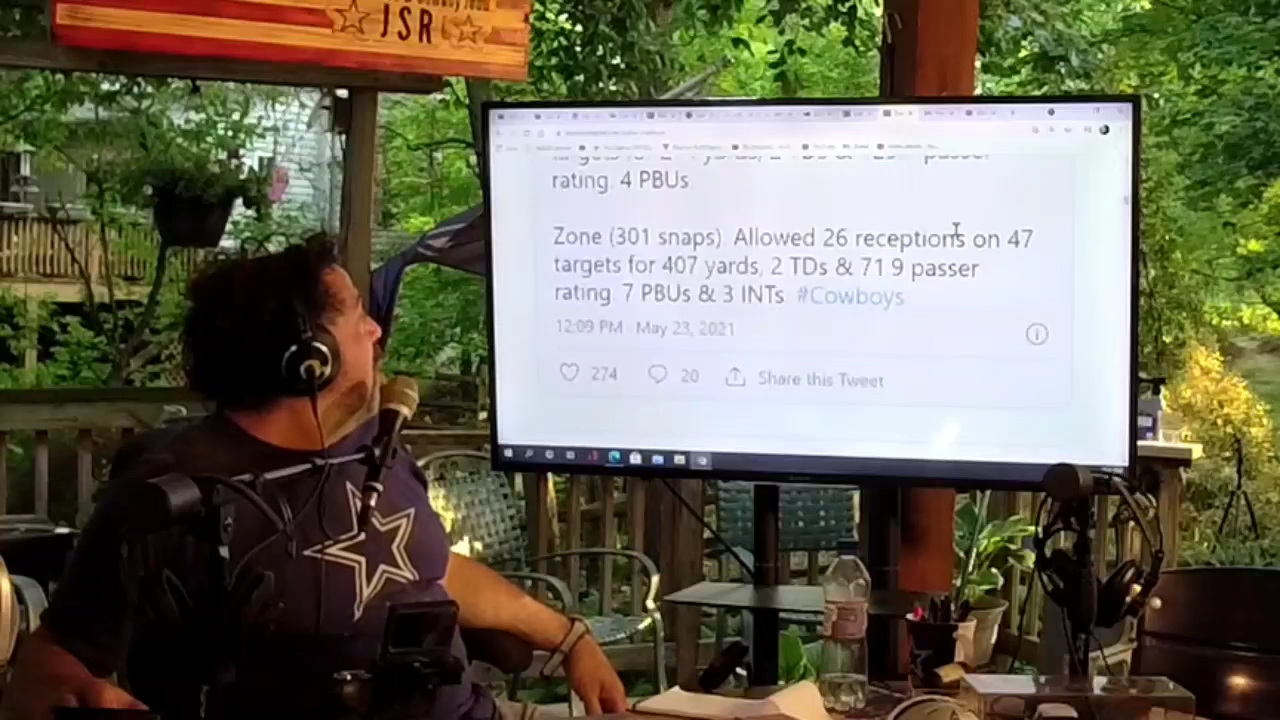 JSR
rating. 4 PBUs.
Zone (301 snaps) Allowed 26 receptions on 47
targets for 407 yards, 2 TDs & 71 9 passer
rating. 7 PBUs & 3 INTs. #Cowboys
12:09 PM · May 23, 2021
274
20
Share this Tweet